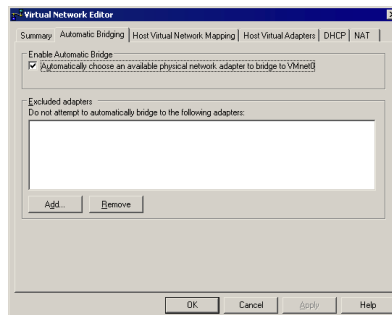 Virtual Network Editor
Summary Automatic Bridging Host Virtual Network Mapping Host Virtual Adapters DHCP NAT
Enable Automatic Bridge
Automatically choose an available physical network adapter to bridge to VMnet0
Excluded adapters
Do not attempt to automatically bridge to the following adapters:
Add... Remove
OK Cancel Apply Help